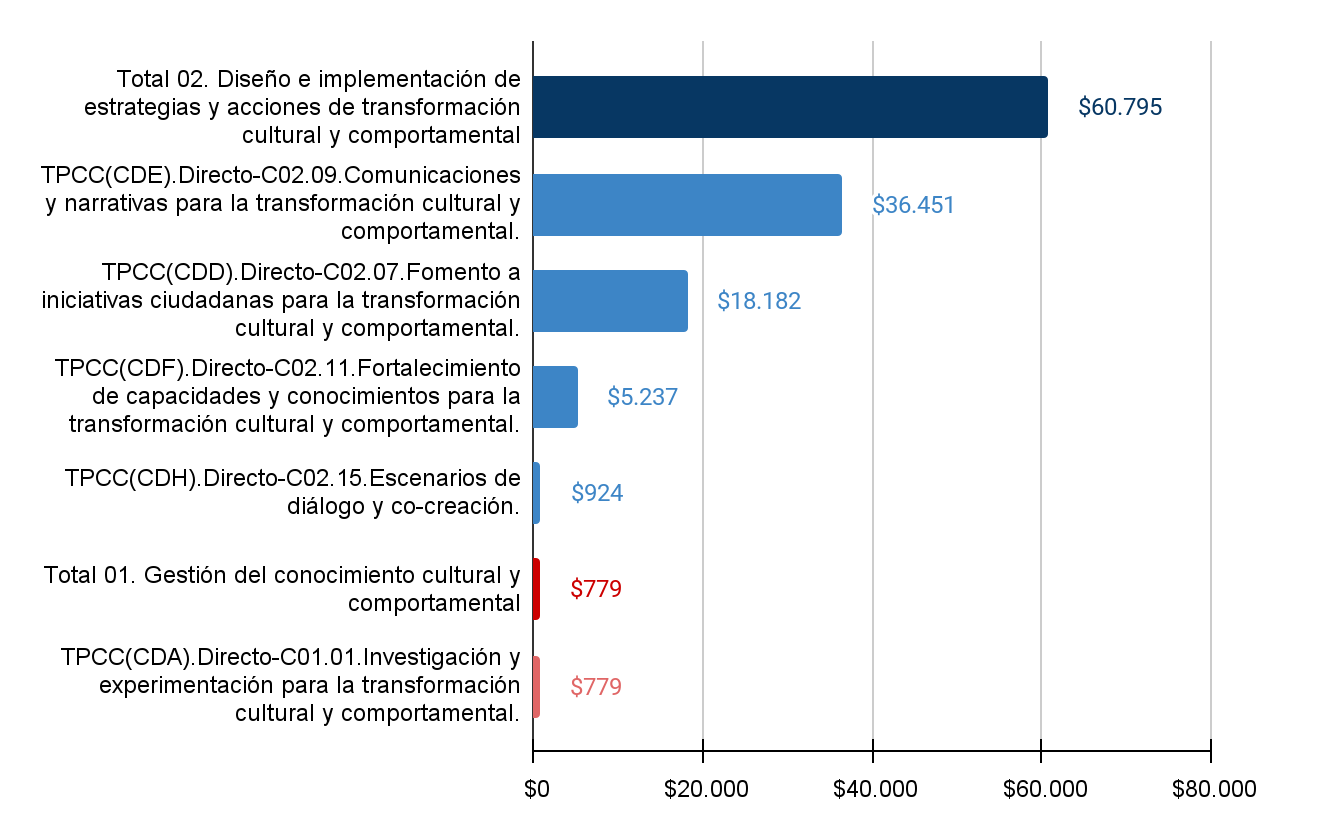 Total 02. Diseño e implementación de
estrategias y acciones de transformación
cultural y comportamental
$60.795
TPCC(CDE).Directo-C02.09.Comunicaciones
y narrativas para la transformación cultural y
comportamental.
$36.451
TPCC(CDD).Directo-C02.07.Fomento a
iniciativas ciudadanas para la transformación
cultural y comportamental.
$18.182
TPCC(CDF).Directo-C02.11.Fortalecimiento
de capacidades y conocimientos para la
transformación cultural y comportamental.
$5.237
TPCC(CDH).Directo-C02.15.Escenarios de
diálogo y co-creación.
$924
Total 01. Gestión del conocimiento cultural y
comportamental
$779
TPCC(CDA).Directo-C01.01.Investigación y
experimentación para la transformación
cultural y comportamental.
$779
$0 $20.000 $40.000 $60.000 $80.000